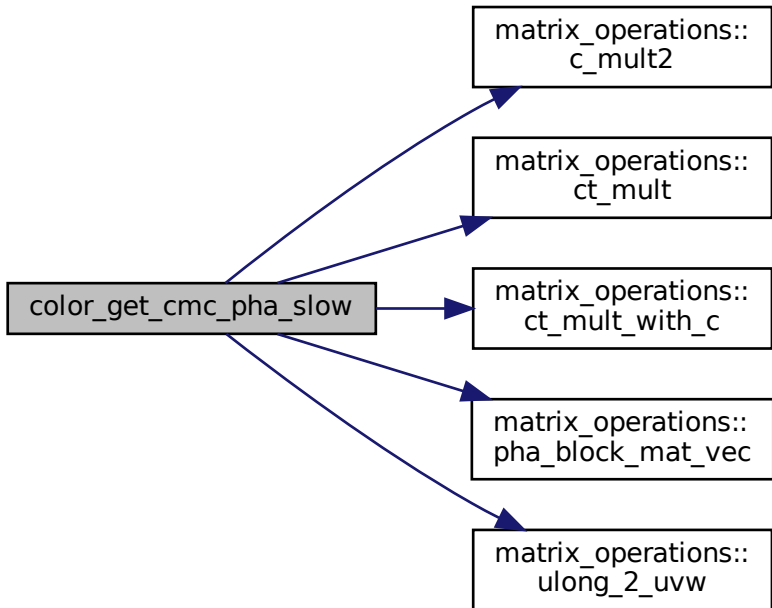 matrix_operations::
c_mult2
matrix_operations::
ct_mult
color_get_cmc_pha_slow
matrix_operations::
ct_mult_with_c
matrix_operations::
pha_block_mat_vec
matrix_operations::
ulong_2_uvw